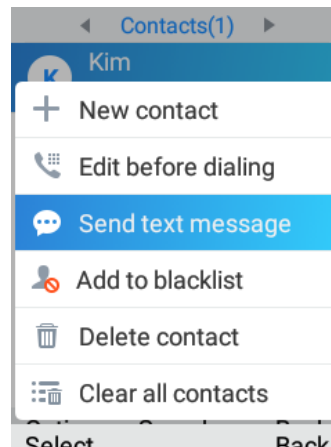 Contacts(1)
Kim
K
New contact
Edit before dialing
Send text message
Add to blacklist
Delete contact
Clear all contacts
Select Back